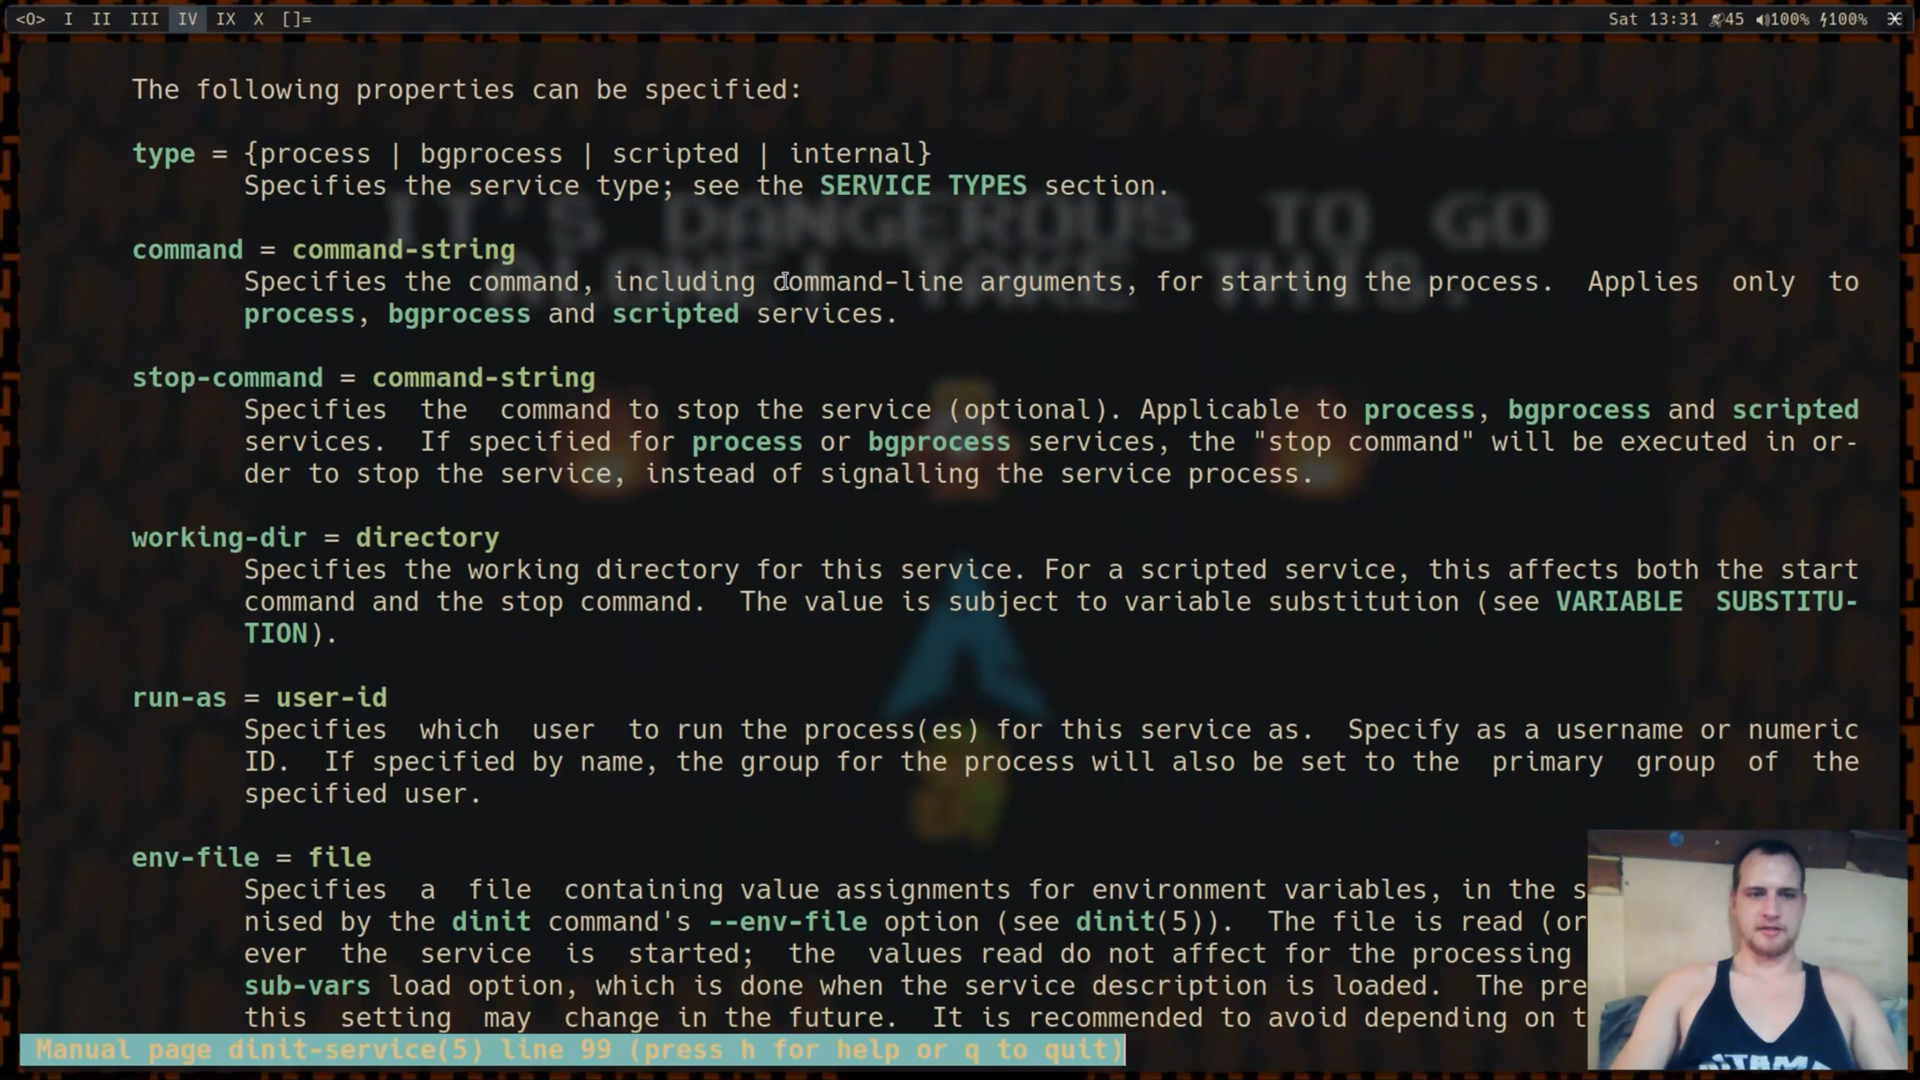 <O> I II III IV IX X []= Sat 13:31 45 100% 100%
The following properties can be specified:
type = {process | bgprocess | scripted | internal}
Specifies the service type; see the SERVICE TYPES section.
IT'S DANGEROUS TO GO
ALONE! TAKE THIS.
command = command-string
Specifies the command, including command-line arguments, for starting the process. Applies only to
process, bgprocess and scripted services.
stop-command = command-string
Specifies the command to stop the service (optional). Applicable to process, bgprocess and scripted
services. If specified for process or bgprocess services, the "stop command" will be executed in or-
der to stop the service, instead of signalling the service process.
working-dir = directory
Specifies the working directory for this service. For a scripted service, this affects both the start
command and the stop command. The value is subject to variable substitution (see VARIABLE SUBSTITU-
TION).
run-as = user-id
Specifies which user to run the process(es) for this service as. Specify as a username or numeric
ID. If specified by name, the group for the process will also be set to the primary group of the
specified user.
env-file = file
Specifies a file containing value assignments for environment variables, in the s
nised by the dinit command's --env-file option (see dinit(5)). The file is read (or
ever the service is started; the values read do not affect for the processing
sub-vars load option, which is done when the service description is loaded. The pre
this setting may change in the future. It is recommended to avoid depending on t
Manual page dinit-service(5) line 99 (press h for help or q to quit)